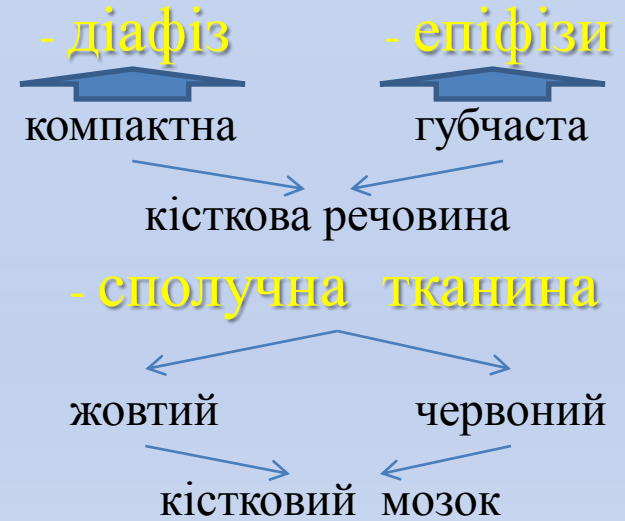 - діафіз - епіфізи
компактна губчаста
кісткова речовина
- сполучна тканина
жовтий червоний
кістковий мозок